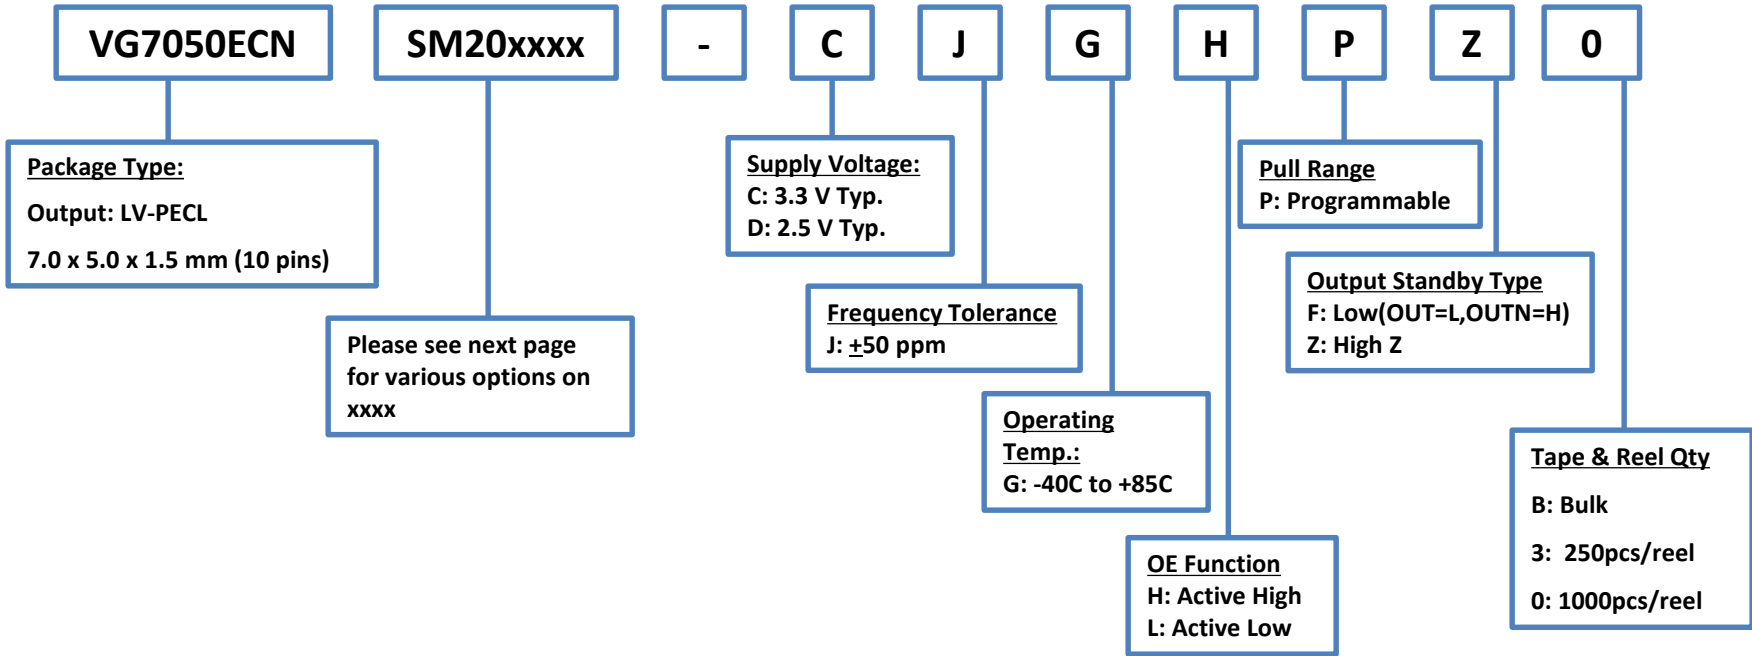 VG7050ECN SM20xxxx - C J G H P Z 0
Package Type:
Output: LV-PECL
7.0 x 5.0 x 1.5 mm (10 pins)
Please see next page
for various options on
xxxx
Supply Voltage:
C: 3.3 V Typ.
D: 2.5 V Typ.
Frequency Tolerance
J: ±50 ppm
Operating
Temp.:
G: -40C to +85C
OE Function
H: Active High
L: Active Low
Pull Range
P: Programmable
Output Standby Type
F: Low(OUT=L,OUTN=H)
Z: High Z
Tape & Reel Qty
B: Bulk
3: 250pcs/reel
0: 1000pcs/reel